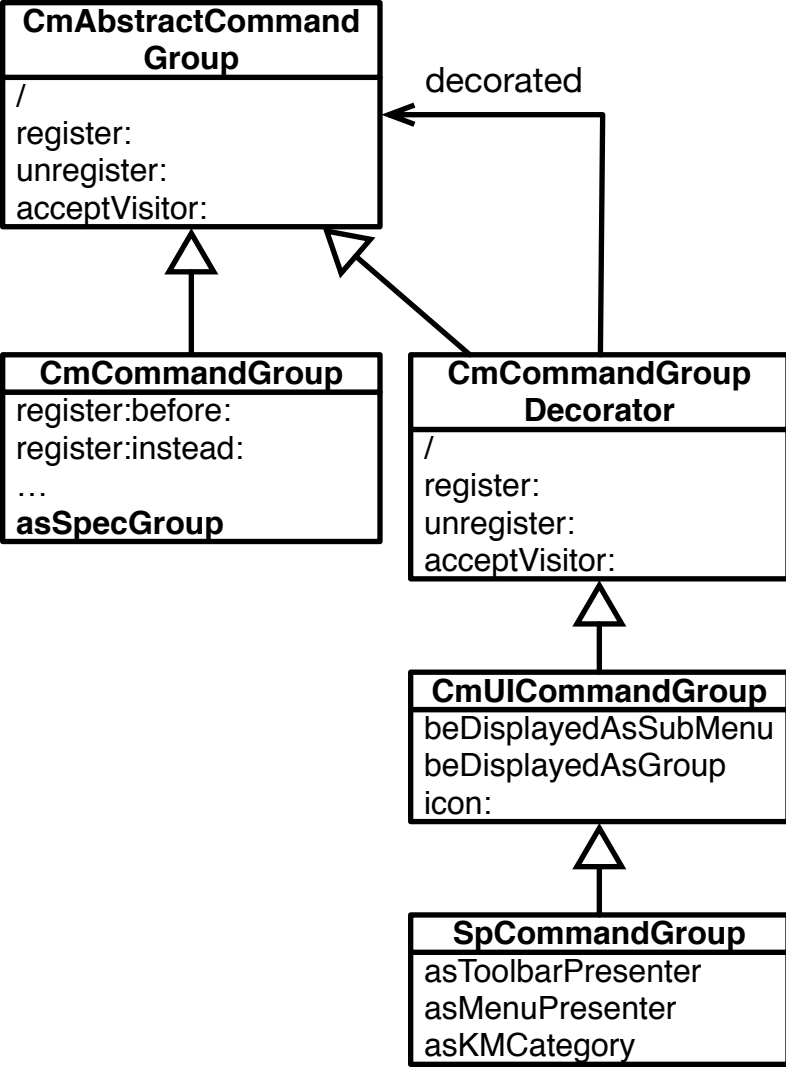 CmAbstractCommand
Group
/
register:
unregister:
acceptVisitor:
decorated
CmCommandGroup
register:before:
register:instead:
…
asSpecGroup
CmCommandGroup
Decorator
/
register:
unregister:
acceptVisitor:
CmUICommandGroup
beDisplayedAsSubMenu
beDisplayedAsGroup
icon:
SpCommandGroup
asToolbarPresenter
asMenuPresenter
asKMCategory